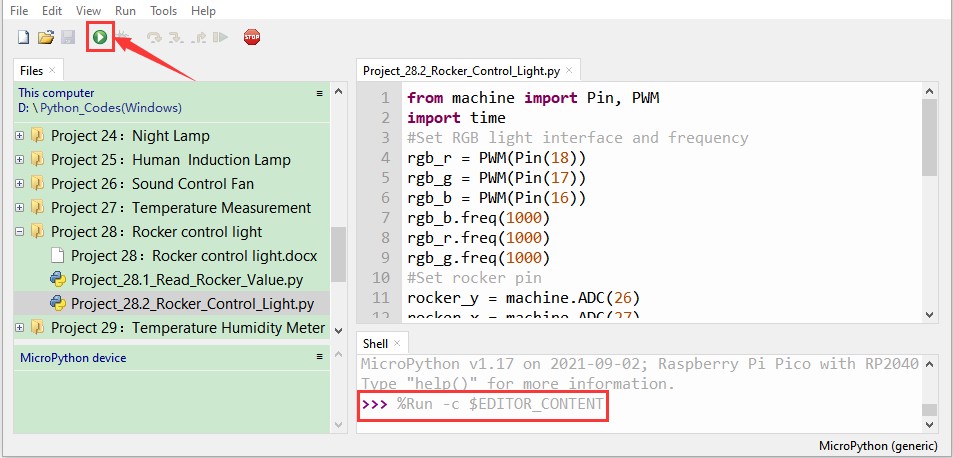 File Edit View Run Tools Help
STOP
Files ×
This computer ≡
D: \ Python_Codes(Windows)
Project 24：Night Lamp
Project 25：Human Induction Lamp
Project 26：Sound Control Fan
Project 27：Temperature Measurement
Project 28：Rocker control light
Project 28：Rocker control light.docx
Project_28.1_Read_Rocker_Value.py
Project_28.2_Rocker_Control_Light.py
Project 29：Temperature Humidity Meter
MicroPython device ≡
Project_28.2_Rocker_Control_Light.py ×
1 from machine import Pin, PWM
2 import time
3 #Set RGB light interface and frequency
4 rgb_r = PWM(Pin(18))
5 rgb_g = PWM(Pin(17))
6 rgb_b = PWM(Pin(16))
7 rgb_b.freq(1000)
8 rgb_r.freq(1000)
9 rgb_g.freq(1000)
10 #Set rocker pin
11 rocker_y = machine.ADC(26)
12 rocker_x = machine.ADC(27)
Shell ×
MicroPython v1.17 on 2021-09-02; Raspberry Pi Pico with RP2040
Type "help()" for more information.
>>> %Run -c $EDITOR_CONTENT
MicroPython (generic)